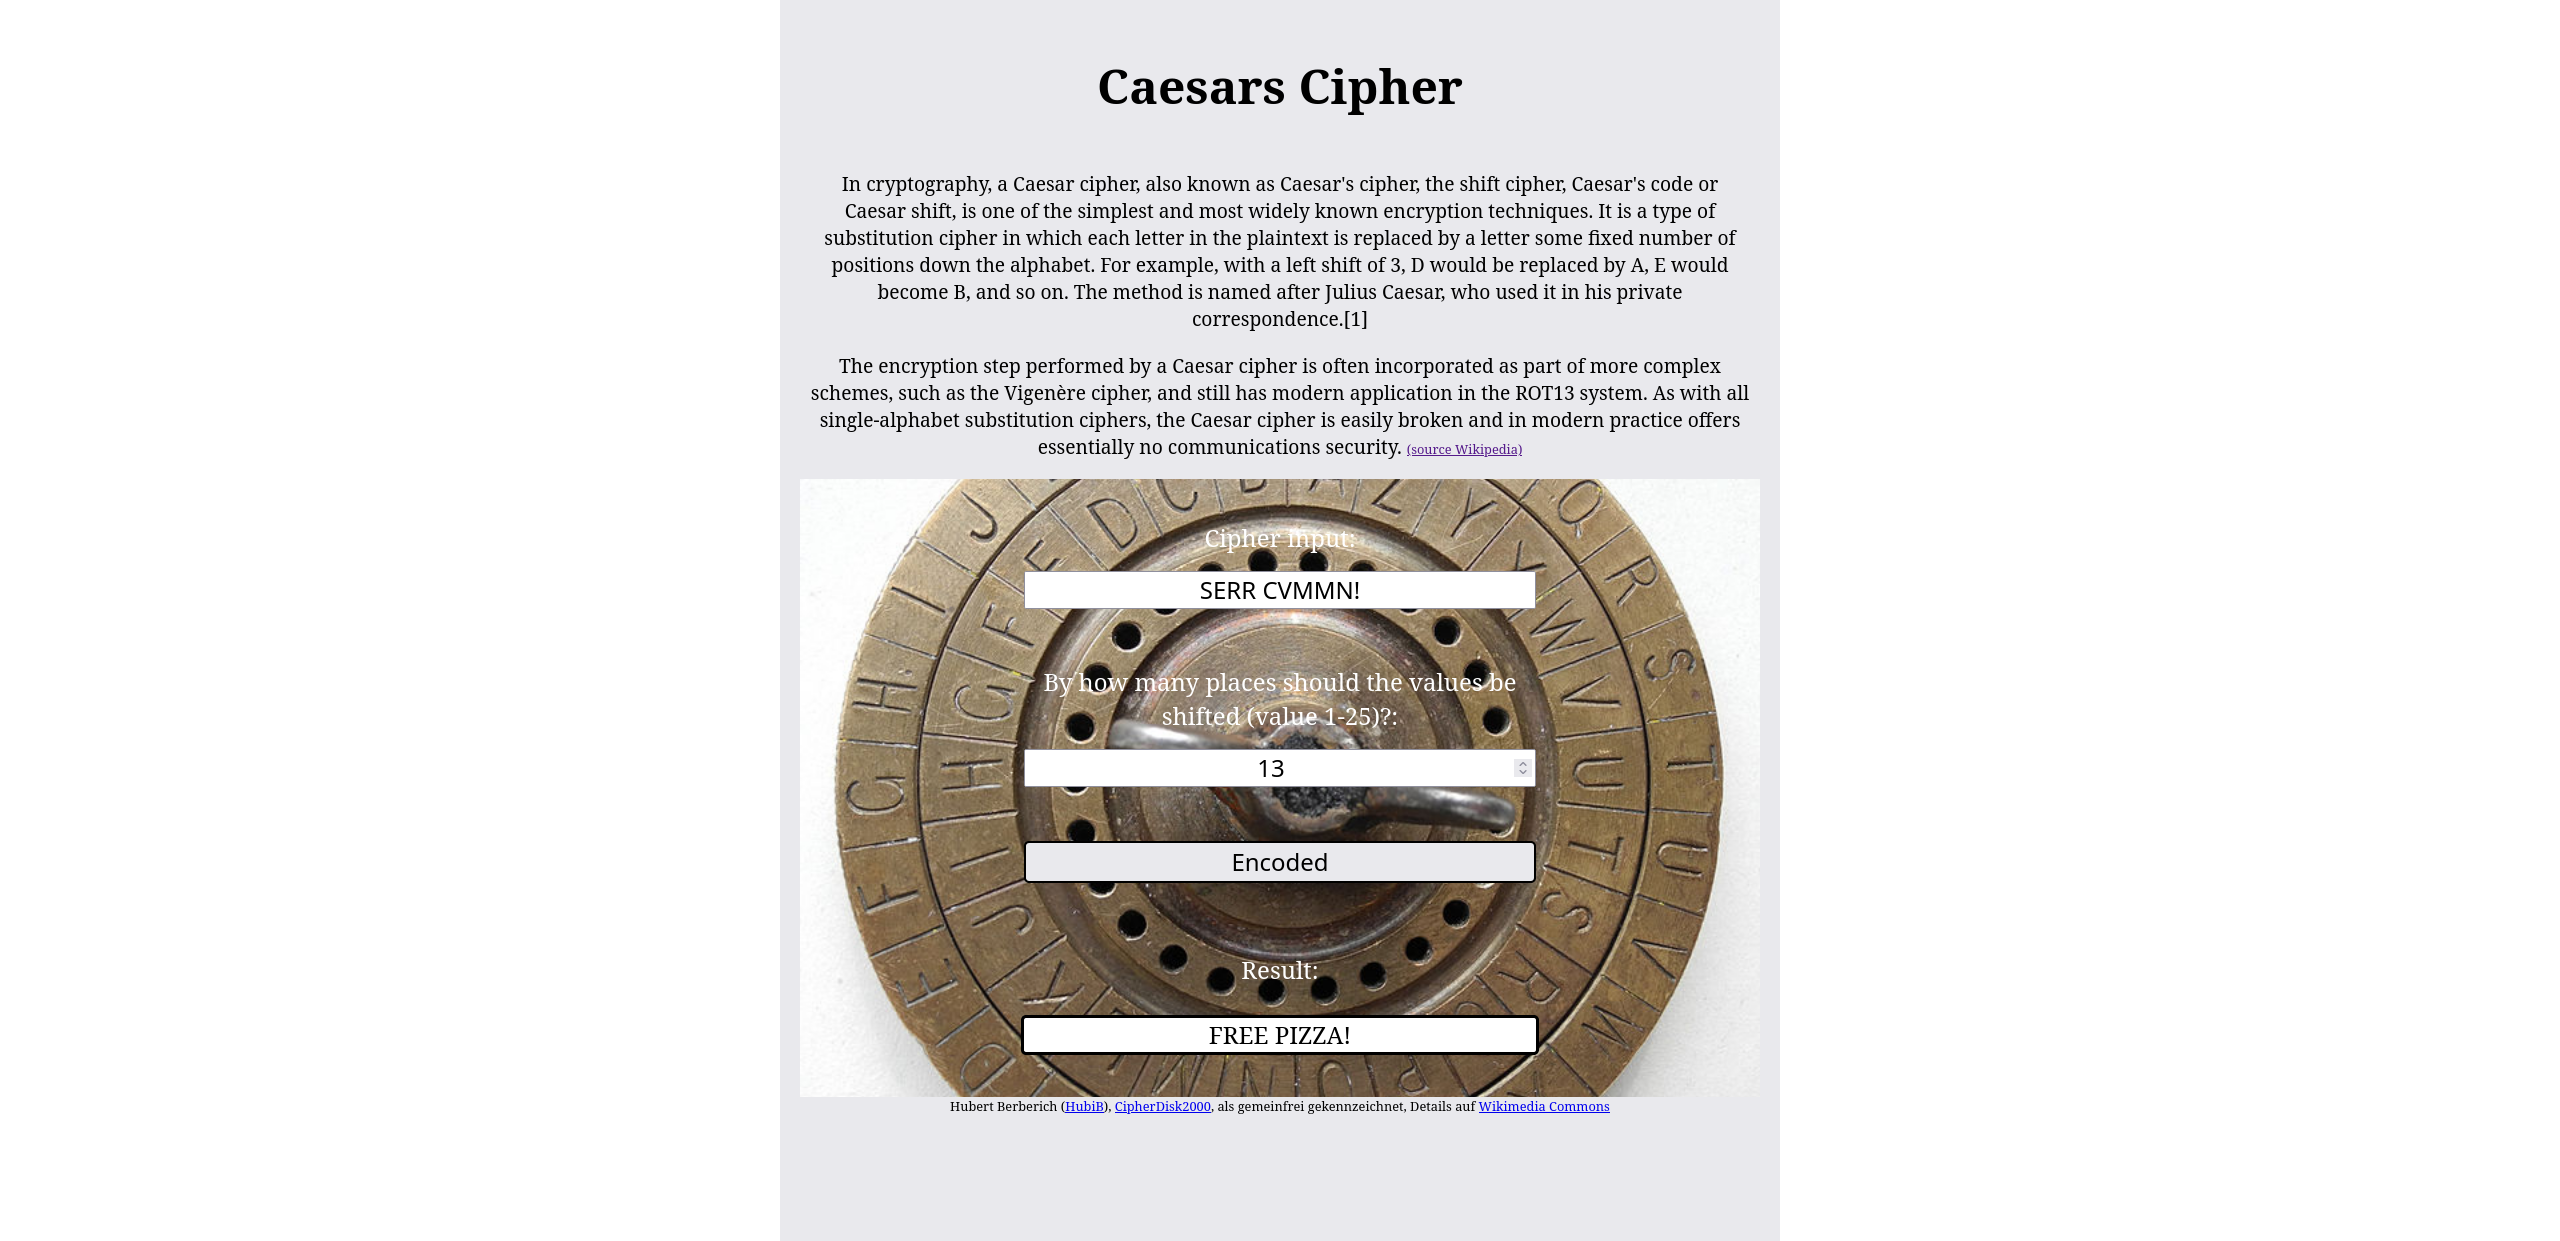 Caesars Cipher
In cryptography, a Caesar cipher, also known as Caesar's cipher, the shift cipher, Caesar's code or
Caesar shift, is one of the simplest and most widely known encryption techniques. It is a type of
substitution cipher in which each letter in the plaintext is replaced by a letter some fixed number of
positions down the alphabet. For example, with a left shift of 3, D would be replaced by A, E would
become B, and so on. The method is named after Julius Caesar, who used it in his private
correspondence.[1]
The encryption step performed by a Caesar cipher is often incorporated as part of more complex
schemes, such as the Vigenère cipher, and still has modern application in the ROT13 system. As with all
single-alphabet substitution ciphers, the Caesar cipher is easily broken and in modern practice offers
essentially no communications security. (source Wikipedia)
Cipher input:
SERR CVMMN!
By how many places should the values be
shifted (value 1-25)?:
13
Encoded
Result:
FREE PIZZA!
Hubert Berberich (HubiB), CipherDisk2000, als gemeinfrei gekennzeichnet, Details auf Wikimedia Commons